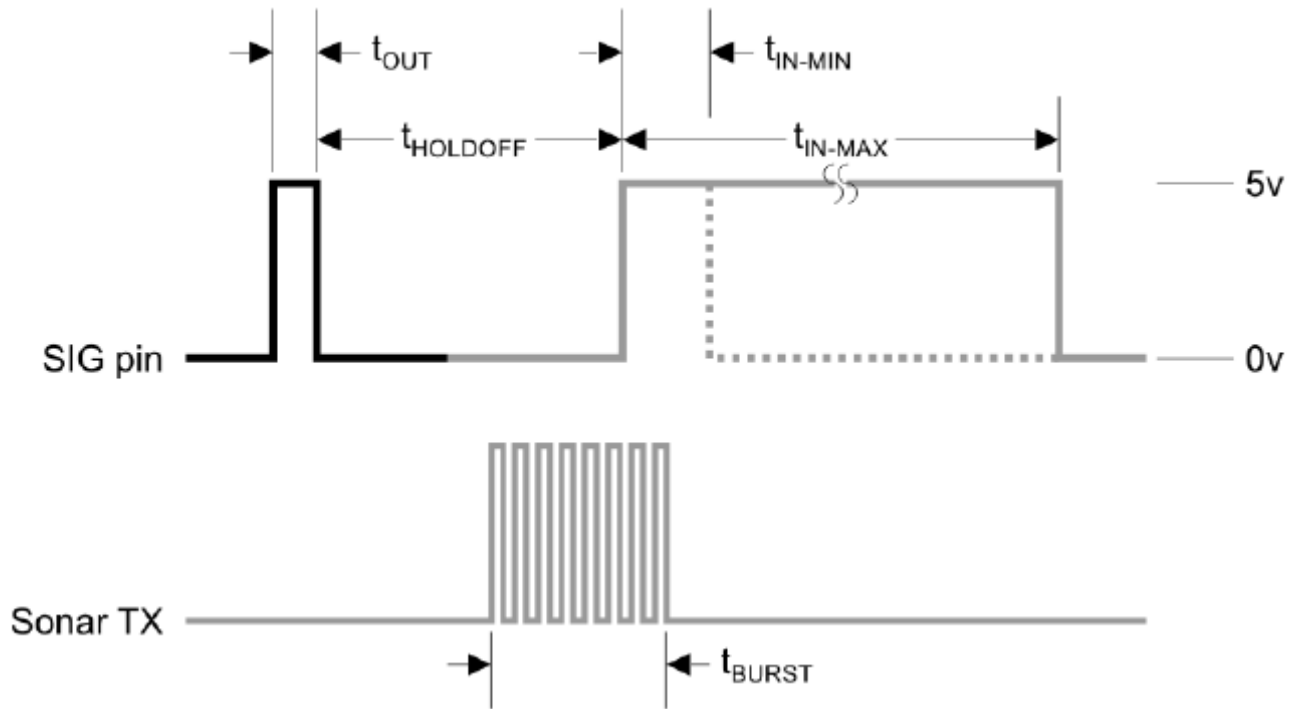 tOUT
tIN-MIN
tHOLDOFF
tIN-MAX
5v
SIG pin
0v
Sonar TX
tBURST